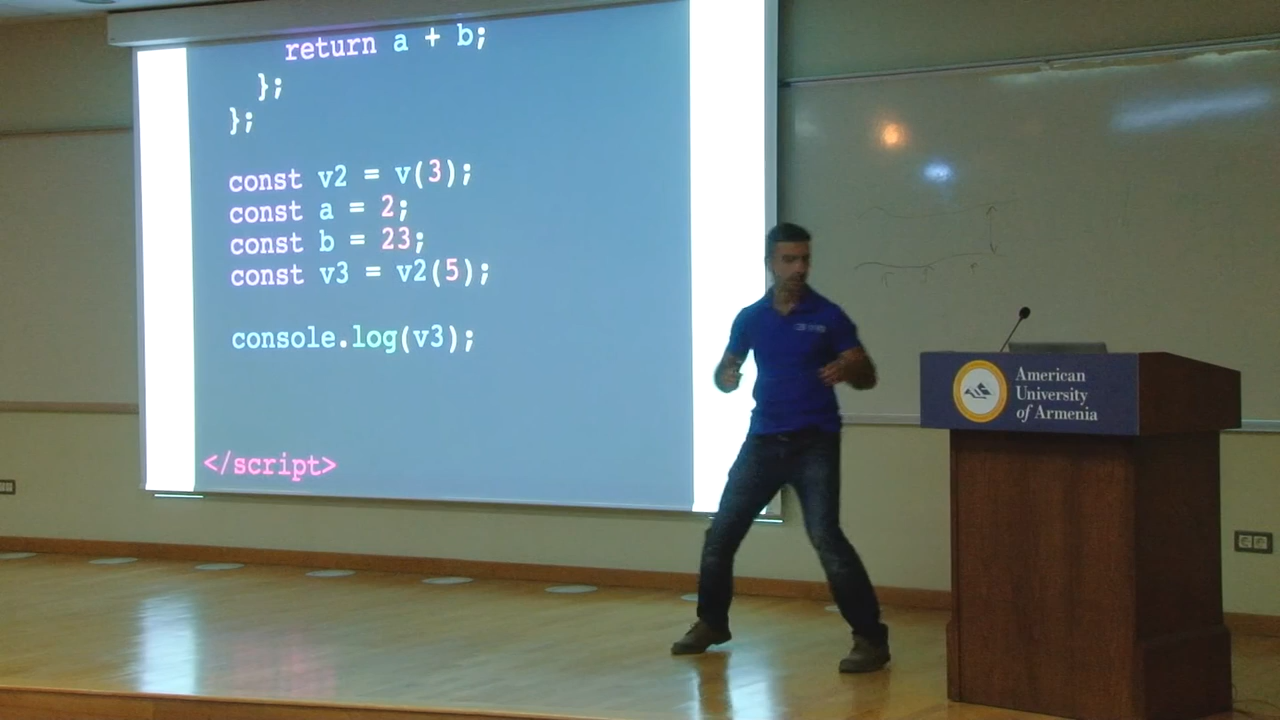 return a + b;
};
};
const v2 = v(3);
const a = 2;
const b = 23;
const v3 = v2(5);
console.log(v3);
</script>
American
University
of Armenia